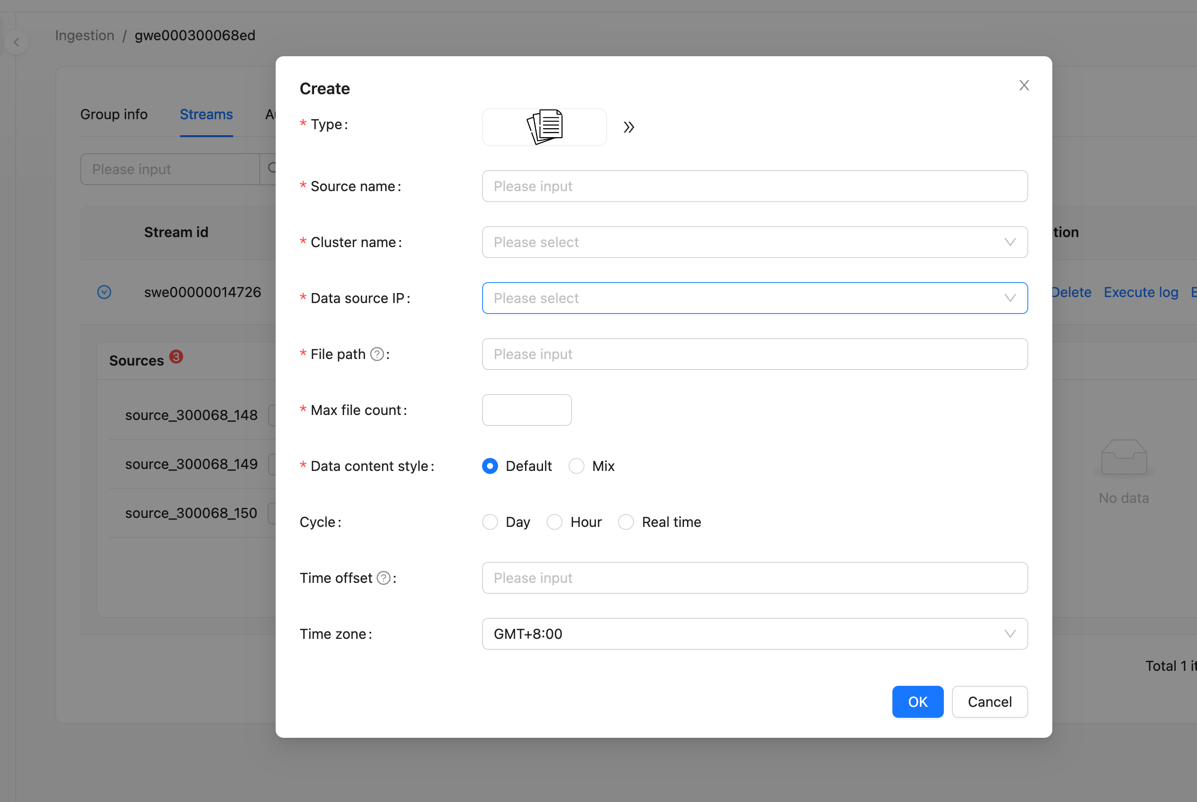 Ingestion / gwe000300068ed
Create
Group info
Streams
* Type:
Please input
* Source name: Please input
Stream id
* Cluster name: Please select
swe00000014726
* Data source IP: Please select
Delete Execute log
* File path ?: Please input
Sources 3
* Max file count:
source_300068_148
* Data content style: Default Mix
source_300068_149
No data
source_300068_150
Cycle: Day Hour Real time
Time offset ?: Please input
Time zone: GMT+8:00
Total 1
OK Cancel